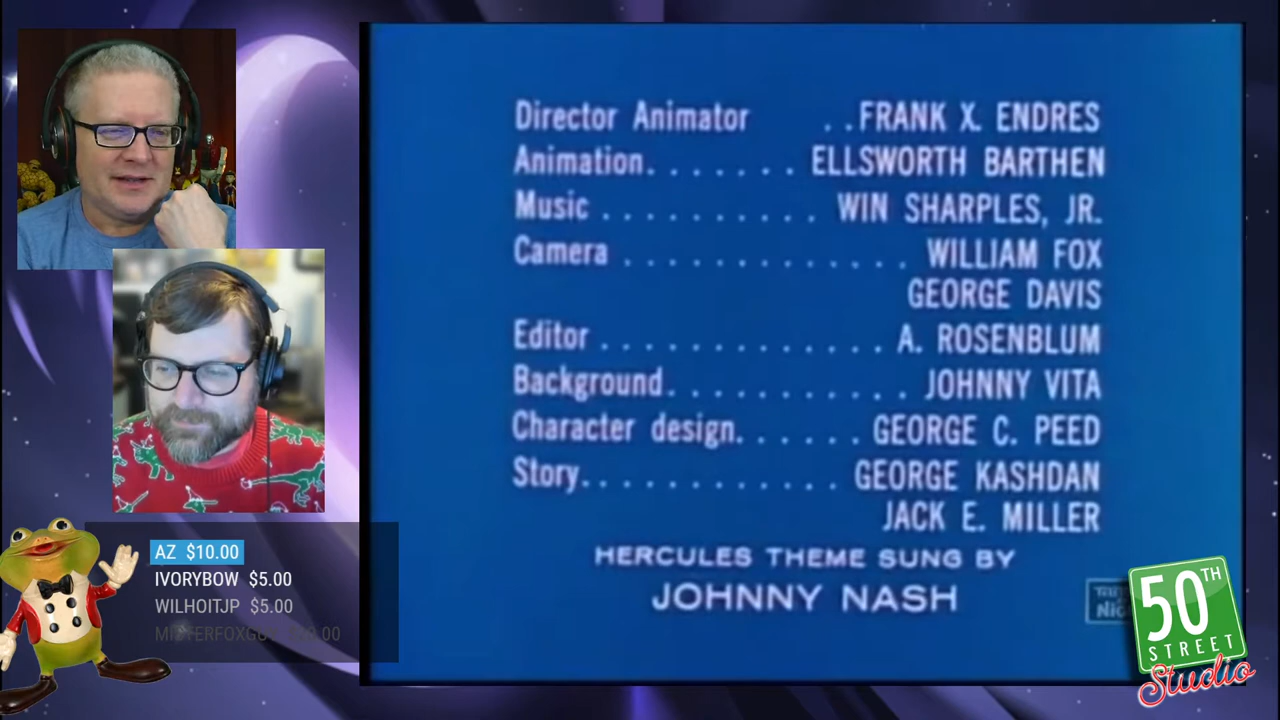 Director Animator ..FRANK X. ENDRES
Animation....... ELLSWORTH BARTHEN
Music .......... WIN SHARPLES, JR.
Camera ............. WILLIAM FOX
GEORGE DAVIS
Editor ............. A. ROSENBLUM
Background........... JOHNNY VITA
Character design...... GEORGE C. PEED
Story............ GEORGE KASHDAN
JACK E. MILLER
HERCULES THEME SUNG BY
JOHNNY NASH
AZ $10.00
IVORYBOW $5.00
WILHOITJP $5.00
50TH
STREET
Studio